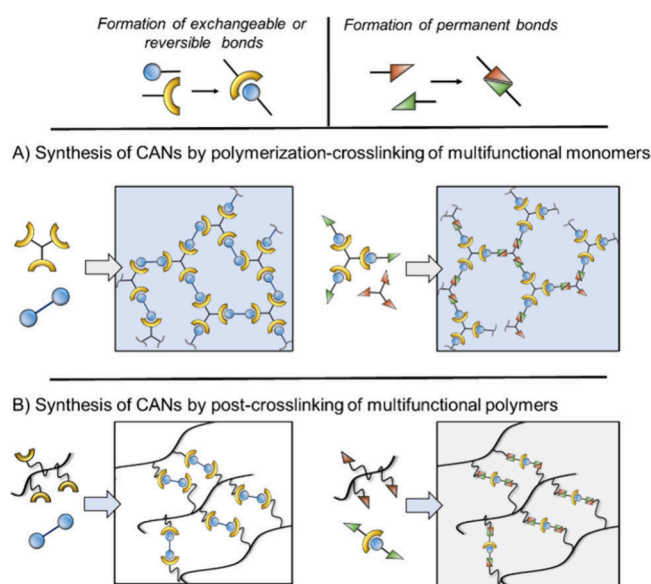 Formation of exchangeable or
reversible bonds
Formation of permanent bonds
A) Synthesis of CANs by polymerization-crosslinking of multifunctional monomers
B) Synthesis of CANs by post-crosslinking of multifunctional polymers